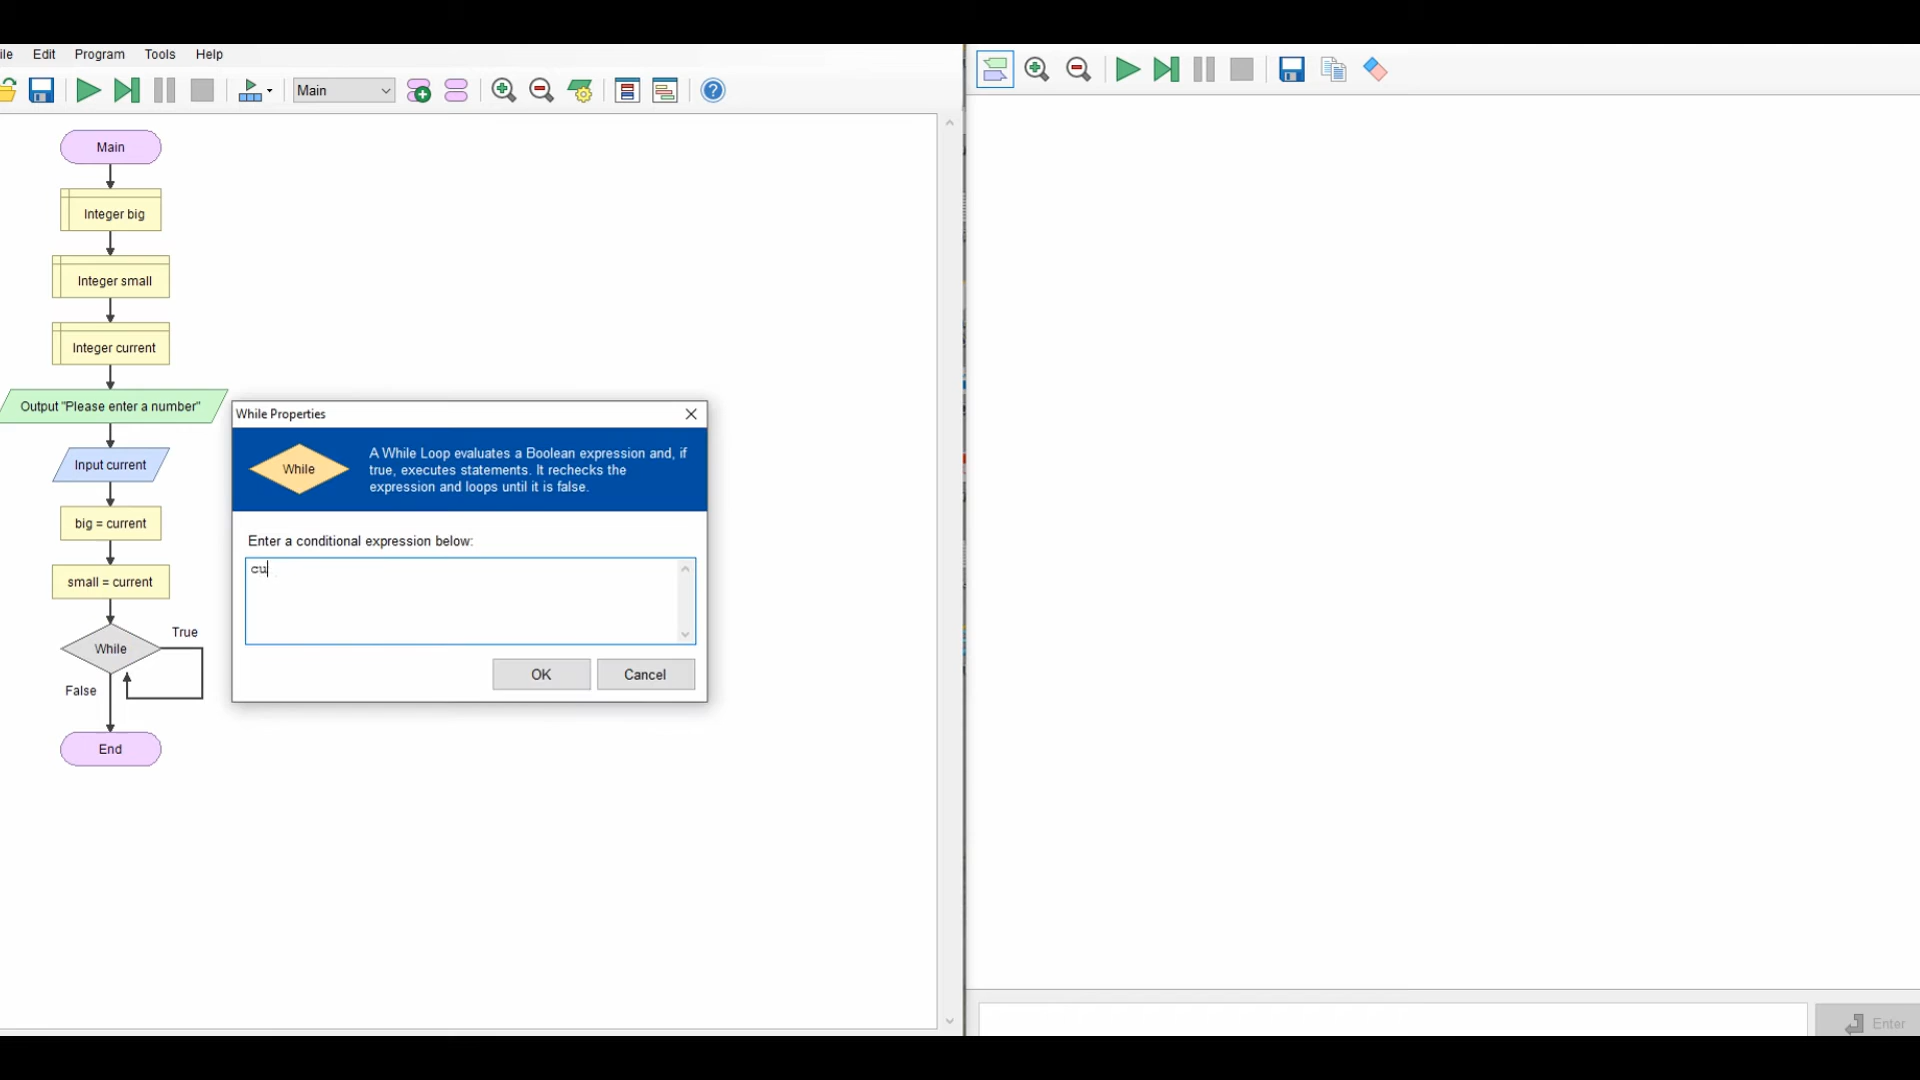 ile Edit Program Tools Help
Main
Main
Integer big
Integer small
Integer current
Output "Please enter a number"
Input current
big = current
small = current
While
True
False
End
While Properties
While
A While Loop evaluates a Boolean expression and, if
true, executes statements. It rechecks the
expression and loops until it is false.
Enter a conditional expression below:
cu
OK Cancel
Enter